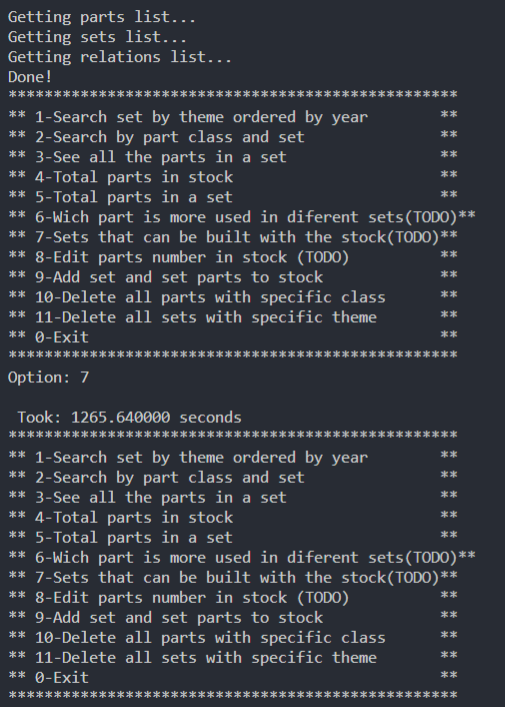 Getting parts list...
Getting sets list...
Getting relations list...
Done!
**************************************************
** 1-Search set by theme ordered by year        **
** 2-Search by part class and set               **
** 3-See all the parts in a set                 **
** 4-Total parts in stock                       **
** 5-Total parts in a set                       **
** 6-Wich part is more used in diferent sets(TODO)**
** 7-Sets that can be built with the stock(TODO)**
** 8-Edit parts number in stock (TODO)          **
** 9-Add set and set parts to stock             **
** 10-Delete all parts with specific class      **
** 11-Delete all sets with specific theme       **
** 0-Exit                                       **
**************************************************
Option: 7

 Took: 1265.640000 seconds
**************************************************
** 1-Search set by theme ordered by year        **
** 2-Search by part class and set               **
** 3-See all the parts in a set                 **
** 4-Total parts in stock                       **
** 5-Total parts in a set                       **
** 6-Wich part is more used in diferent sets(TODO)**
** 7-Sets that can be built with the stock(TODO)**
** 8-Edit parts number in stock (TODO)          **
** 9-Add set and set parts to stock             **
** 10-Delete all parts with specific class      **
** 11-Delete all sets with specific theme       **
** 0-Exit                                       **
**************************************************